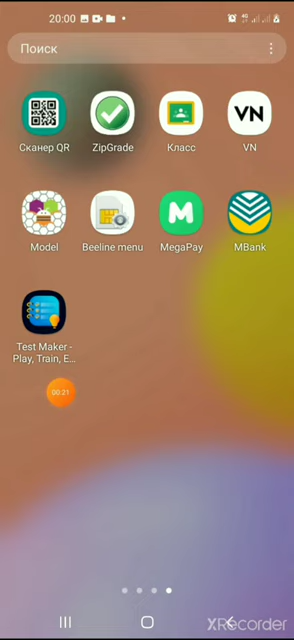 20:00
Поиск
Сканер QR
ZipGrade
Класс
VN
VN
Model
Beeline menu
M
MegaPay
MBank
Test Maker -
Play, Train, E...
00:21
XRecorder